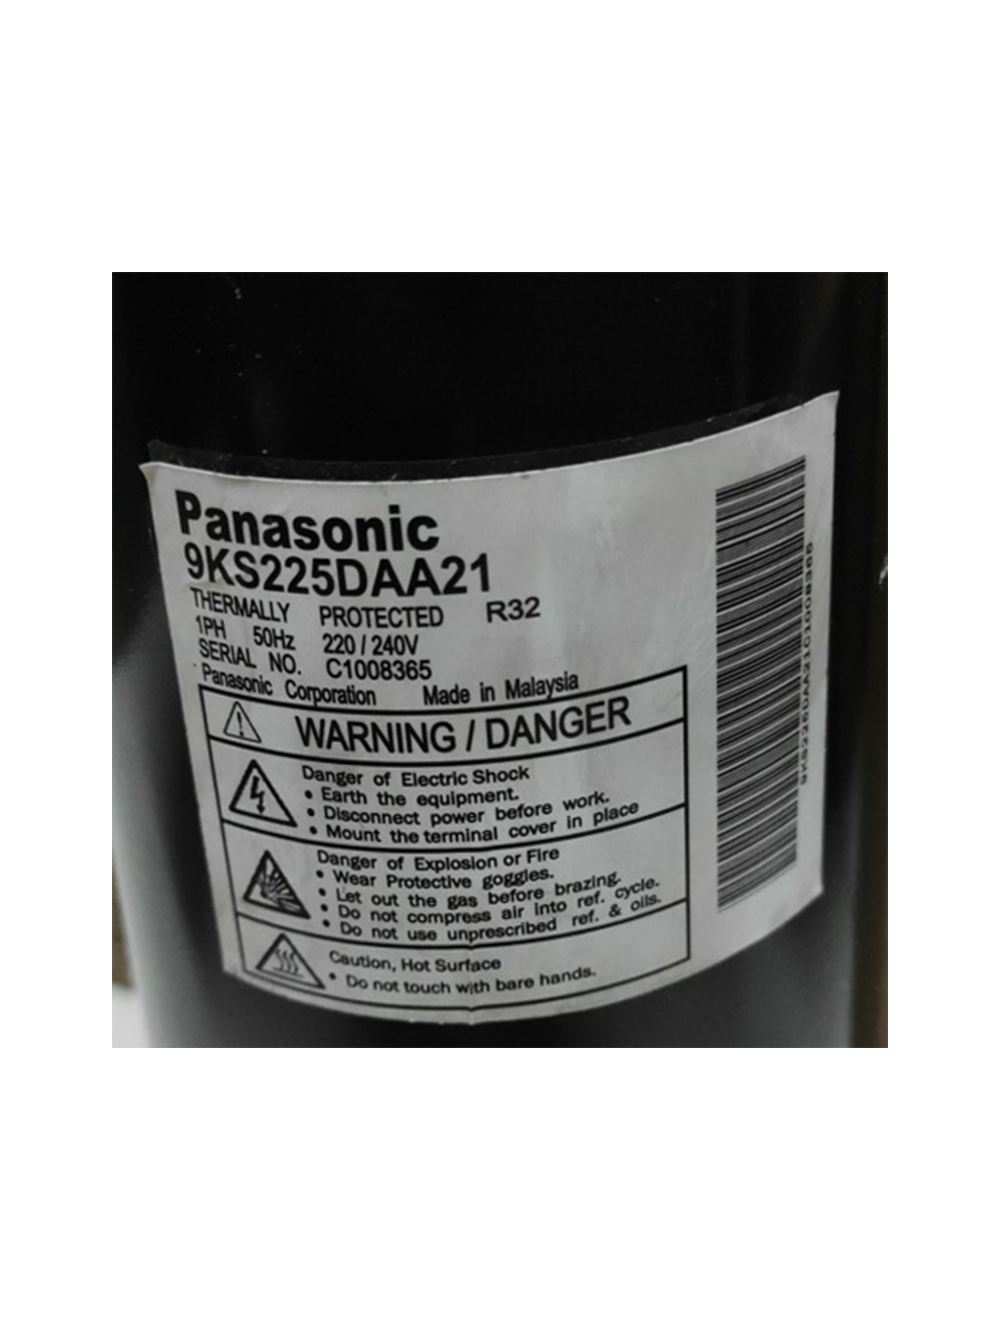 Panasonic
9KS225DAA21
THERMALLY PROTECTED R32
1PH 50Hz 220 / 240V
SERIAL NO. C1008365
Panasonic Corporation Made in Malaysia
WARNING / DANGER
Danger of Electric Shock
• Earth the equipment.
• Disconnect power before work.
• Mount the terminal cover in place
Danger of Explosion or Fire
• Wear Protective goggles.
• Let out the gas before brazing.
• Do not compress air into ref. cycle.
• Do not use unprescribed ref. & oils.
Caution, Hot Surface
• Do not touch with bare hands.
9KS225DAA21C1008365